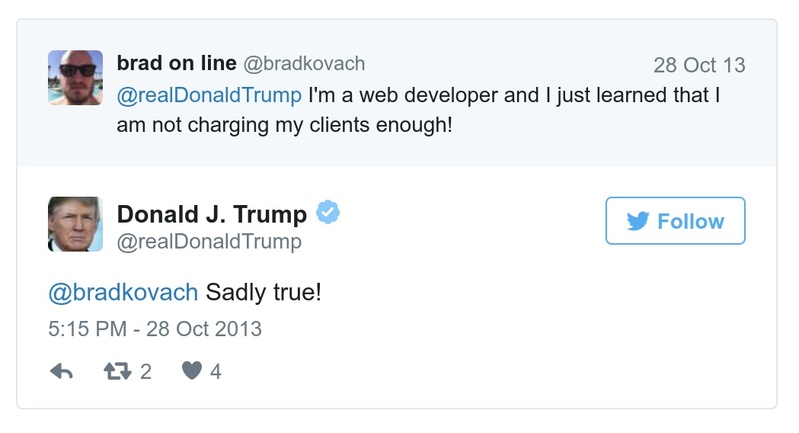 brad on line @bradkovach 28 Oct 13
@realDonaldTrump I'm a web developer and I just learned that I
am not charging my clients enough!
Donald J. Trump
@realDonaldTrump
Follow
@bradkovach Sadly true!
5:15 PM - 28 Oct 2013
2 4